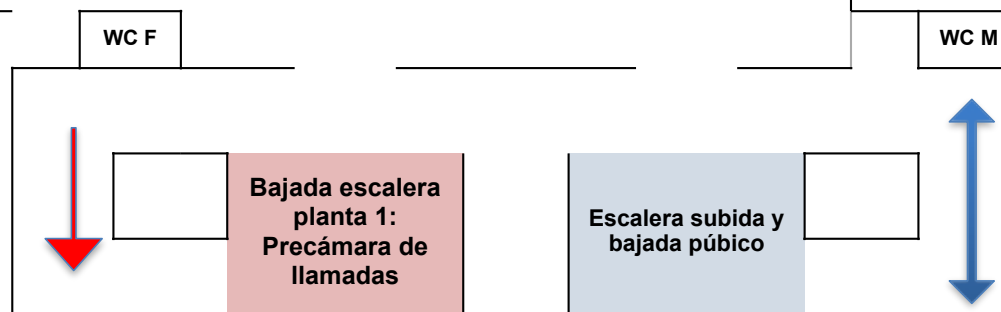 WC F
WC M
Bajada escalera
planta 1:
Precámara de
llamadas
Escalera subida y
bajada púbico